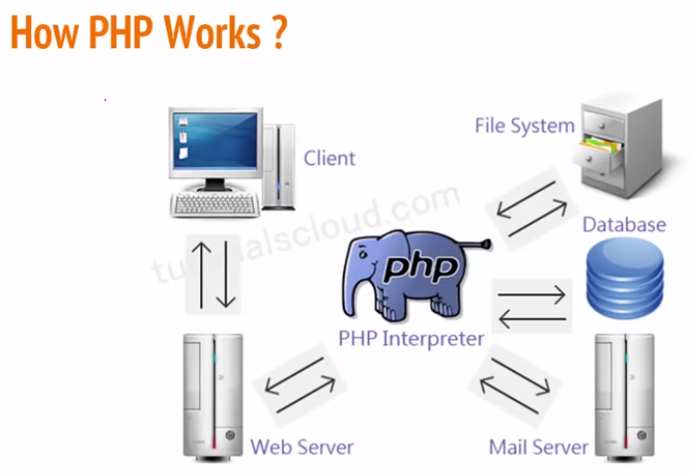 How PHP Works ?
File System
Client
tutorialscloud.com
Database
php
PHP Interpreter
Web Server
Mail Server